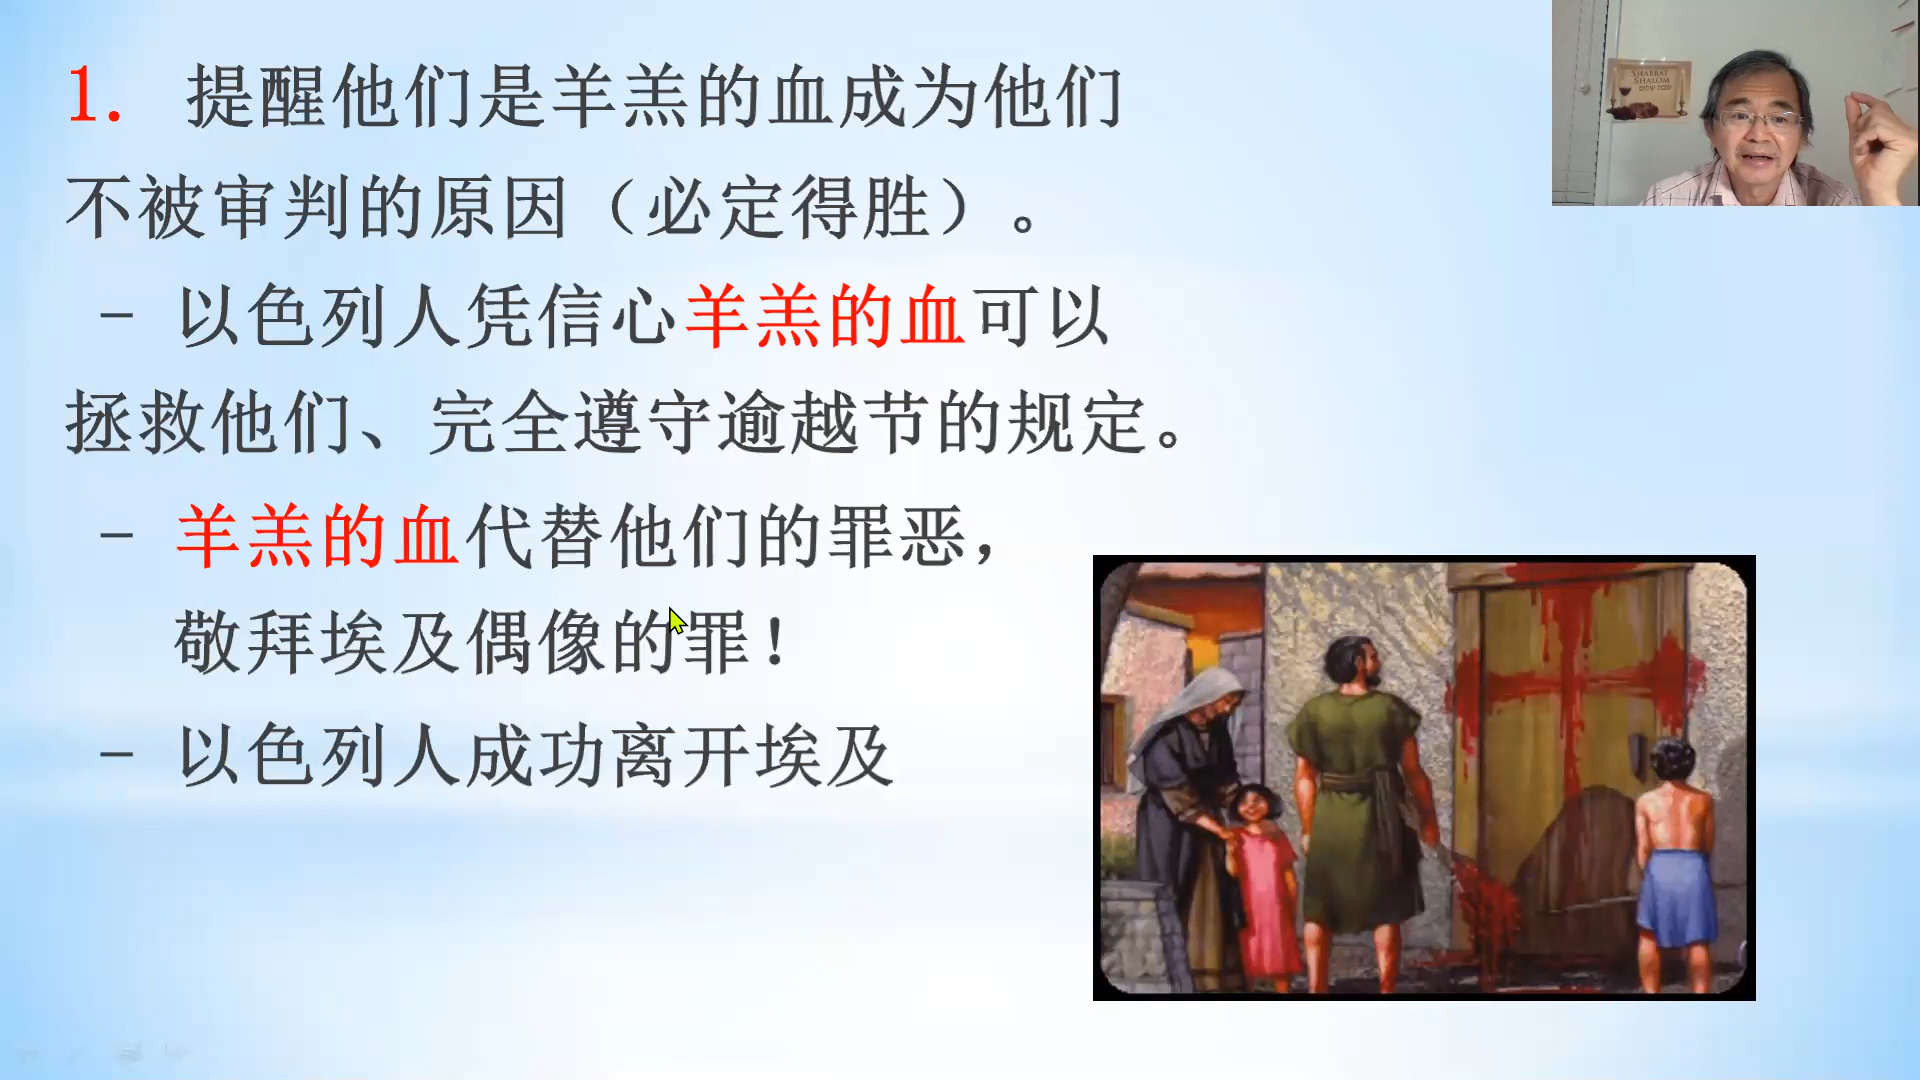 1. 提醒他们是羊羔的血成为他们
不被审判的原因（必定得胜）。
- 以色列人凭信心羊羔的血可以
拯救他们、完全遵守逾越节的规定。
- 羊羔的血代替他们的罪恶，
敬拜埃及偶像的罪！
- 以色列人成功离开埃及
SHABBAT
SHALOM
שבת שלום